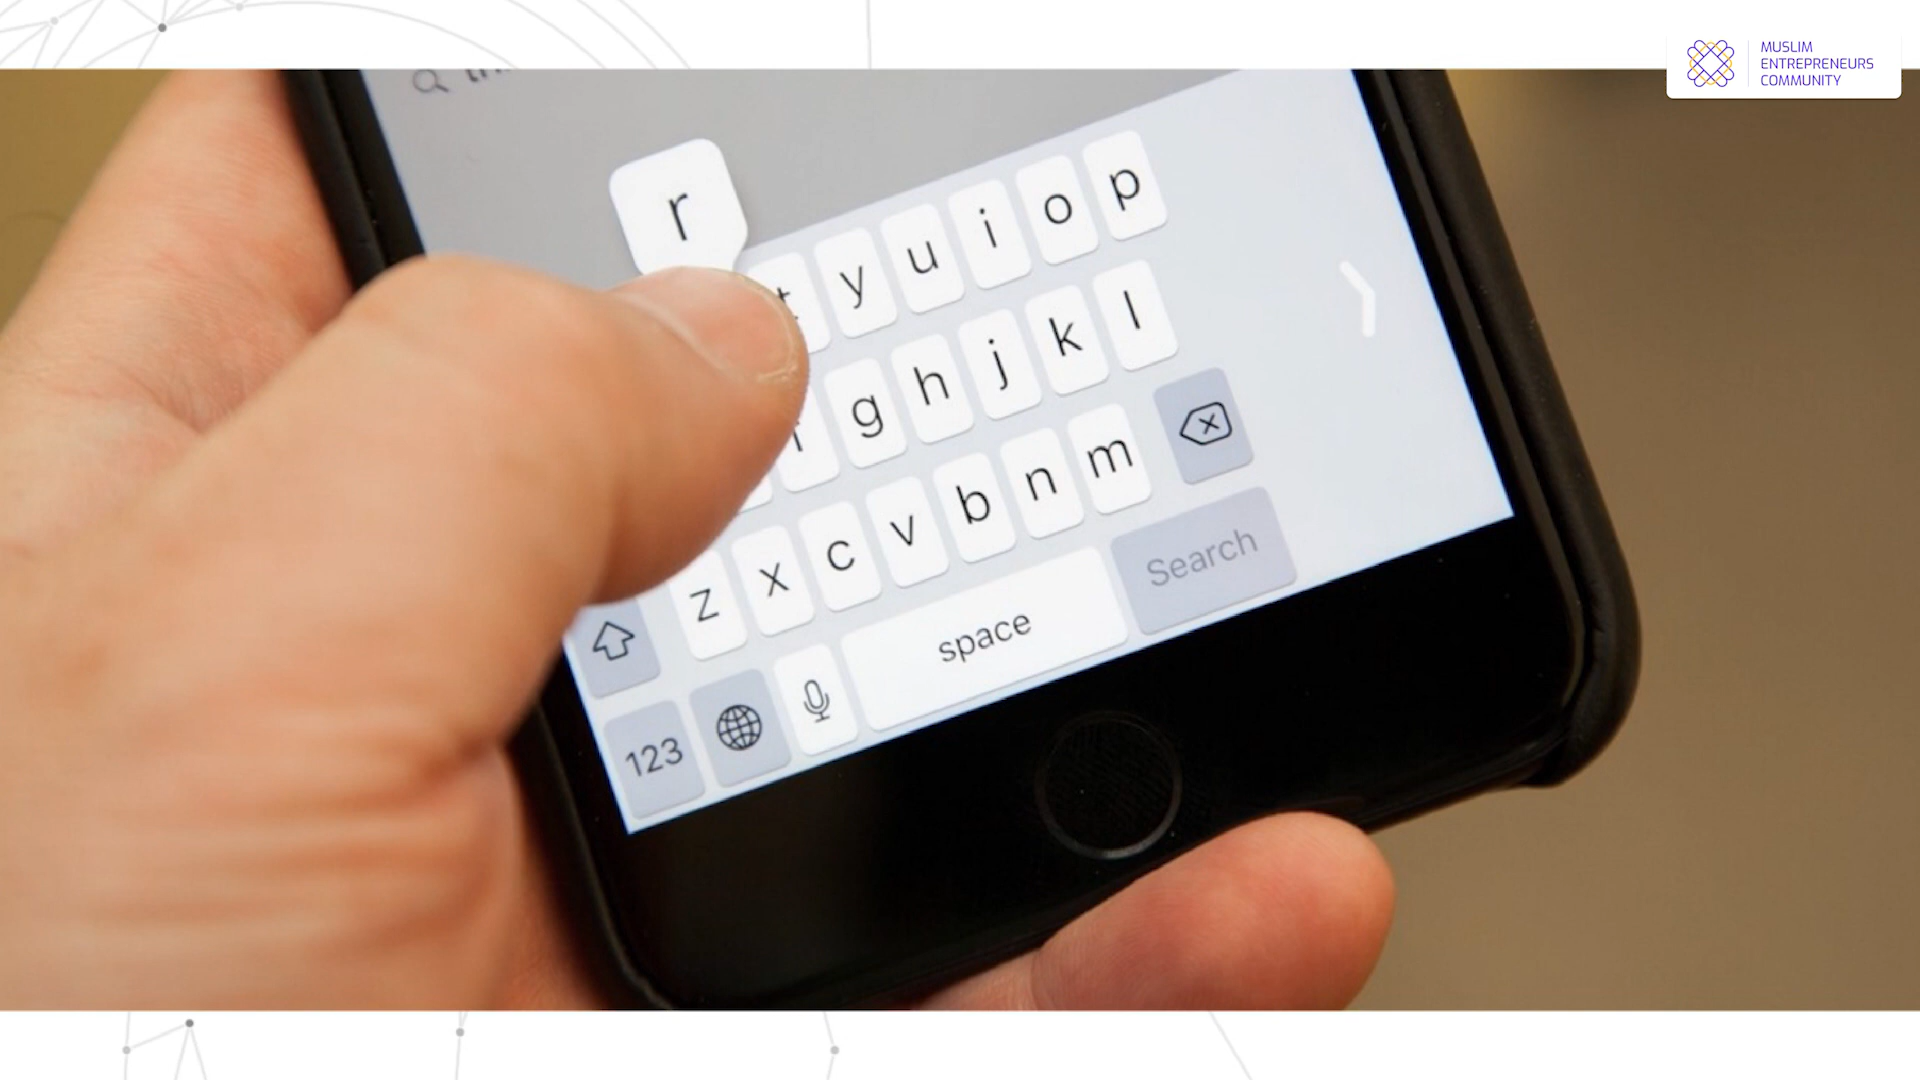 MUSLIM
ENTREPRENEURS
COMMUNITY
r
y u i o p
g h j k l
z x c v b n m
123
space
Search